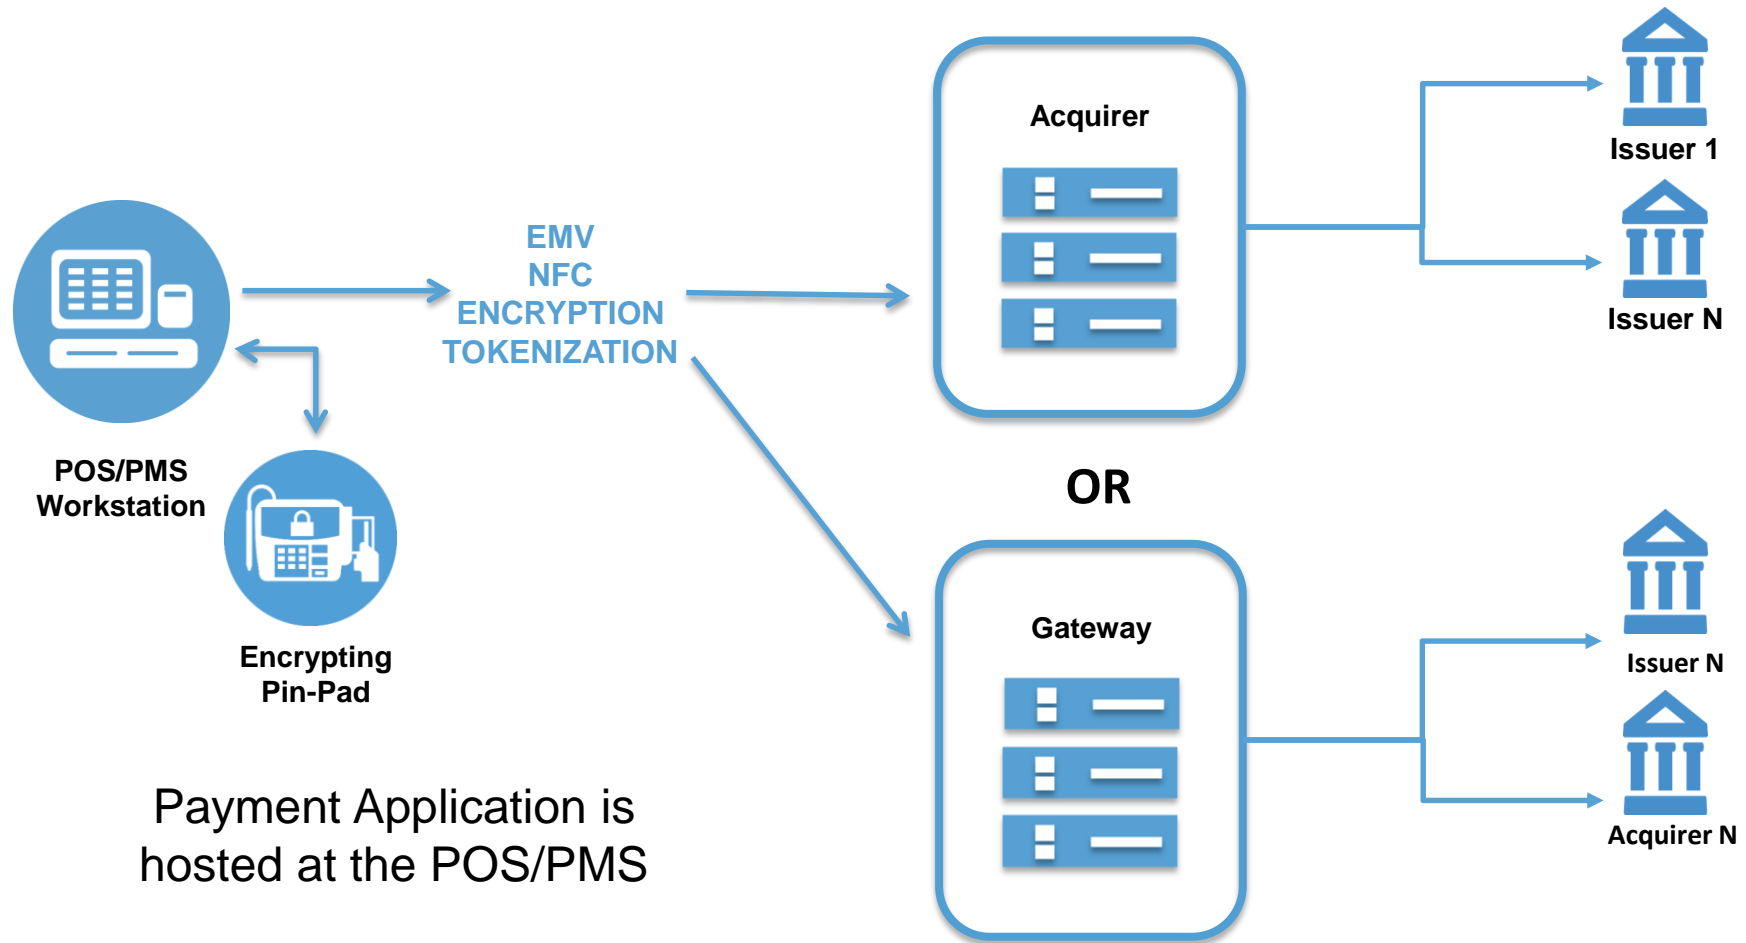 Acquirer
Issuer 1
Issuer N
EMV
NFC
ENCRYPTION
TOKENIZATION
POS/PMS
Workstation
Encrypting
Pin-Pad
OR
Gateway
Issuer N
Acquirer N
Payment Application is
hosted at the POS/PMS